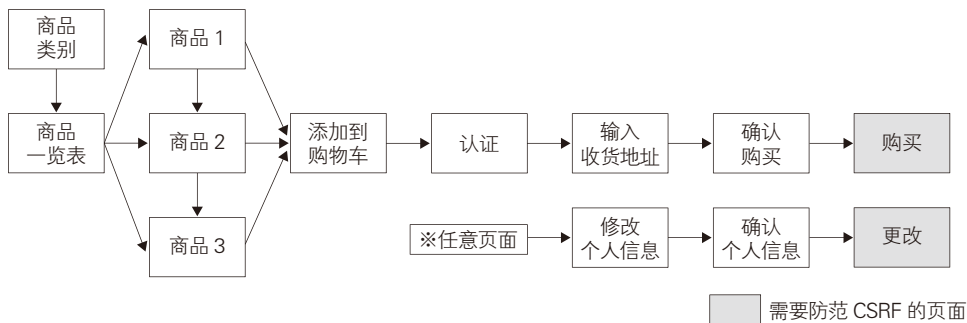 商品
类别
商品 1
商品
一览表
商品 2
添加到
购物车
认证
输入
收货地址
确认
购买
购买
商品 3
※任意页面
修改
个人信息
确认
个人信息
更改
需要防范 CSRF 的页面